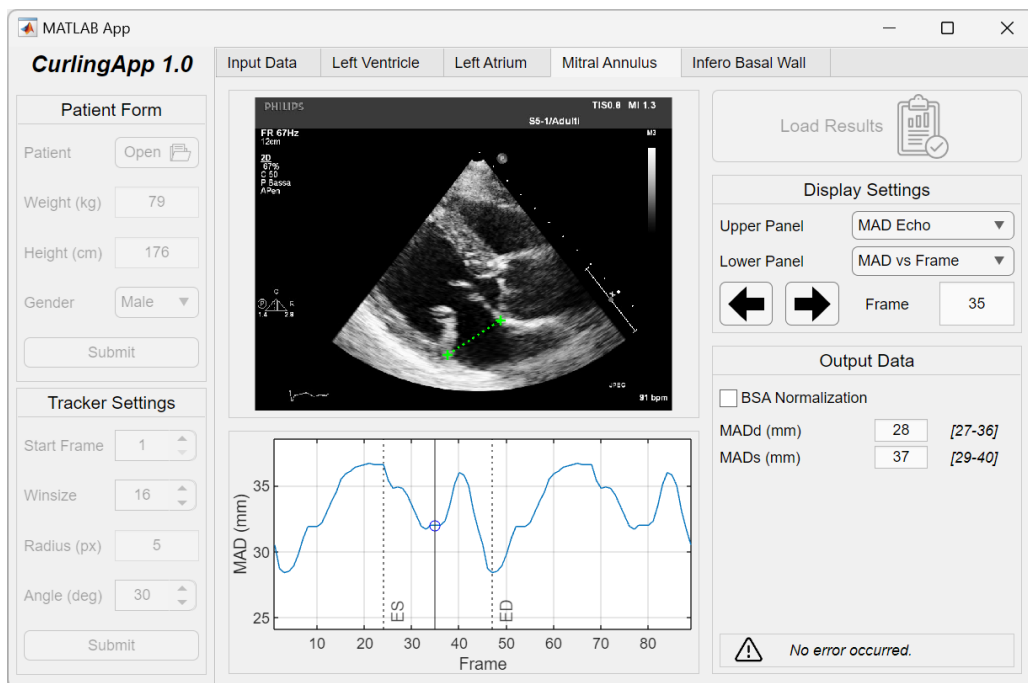 MATLAB App
CurlingApp 1.0
Input Data
Left Ventricle
Left Atrium
Mitral Annulus
Infero Basal Wall
Patient Form
Patient
Open
Weight (kg)
79
Height (cm)
176
Gender
Male
Submit
Tracker Settings
Start Frame
1
Winsize
16
Radius (px)
5
Angle (deg)
30
Submit
PHILIPS
TIS0.8 MI 1.3
S5-1/Adulti
FR 67Hz
12cm
M3
2D
67%
C 50
P Bassa
APen
JPEG
91 bpm
MAD (mm)
35
30
25
ES
ED
10 20 30 40 50 60 70 80
Frame
Load Results
Display Settings
Upper Panel
MAD Echo
Lower Panel
MAD vs Frame
Frame
35
Output Data
BSA Normalization
MADd (mm) 28 [27-36]
MADs (mm) 37 [29-40]
No error occurred.